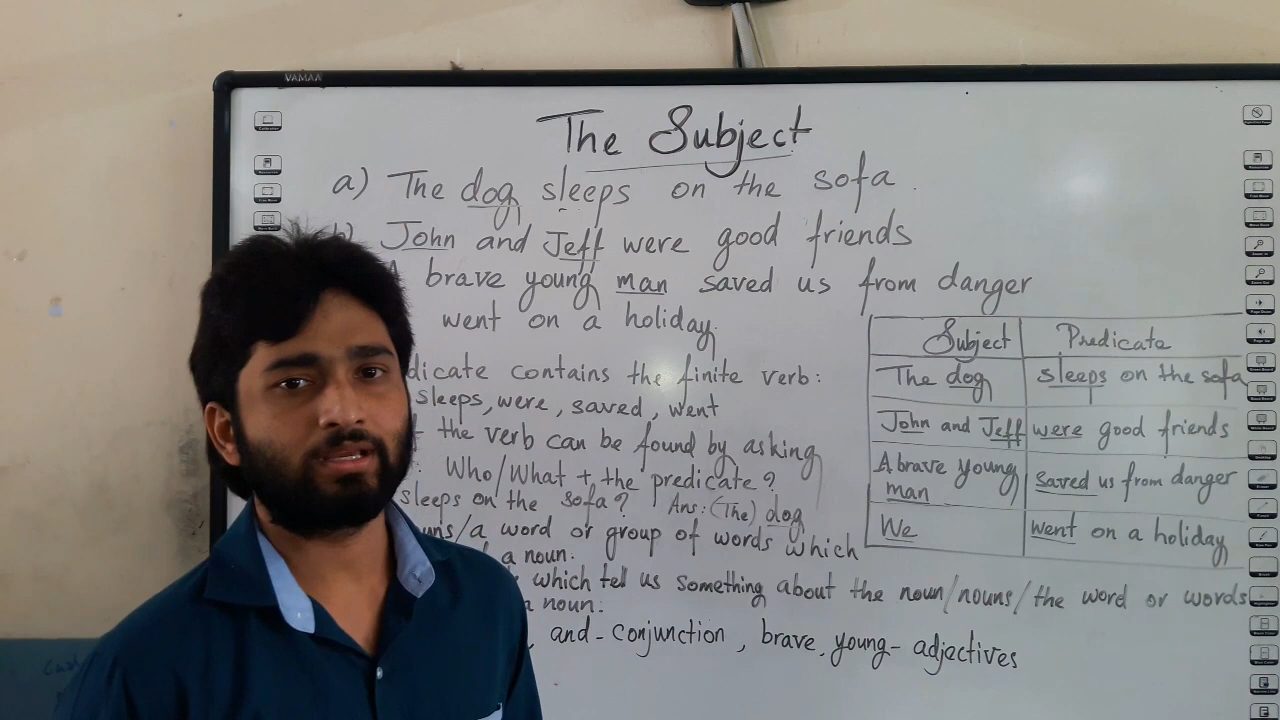 VAMAA
The Subject
a) The dog sleeps on the sofa.
b) John and Jeff were good friends
A brave young man saved us from danger
went on a holiday.
Subject Predicate
The dog sleeps on the sofa
John and Jeff were good friends
A brave young man saved us from danger
We went on a holiday
dicate contains the finite verb:
sleeps, were, saved, went
the verb can be found by asking
: Who/What + the predicate?
sleeps on the sofa? Ans: (The) dog
uns/a word or group of words which
a noun.
which tell us something about the noun/nouns/the word or words
a noun:
, and - conjunction, brave, young - adjectives